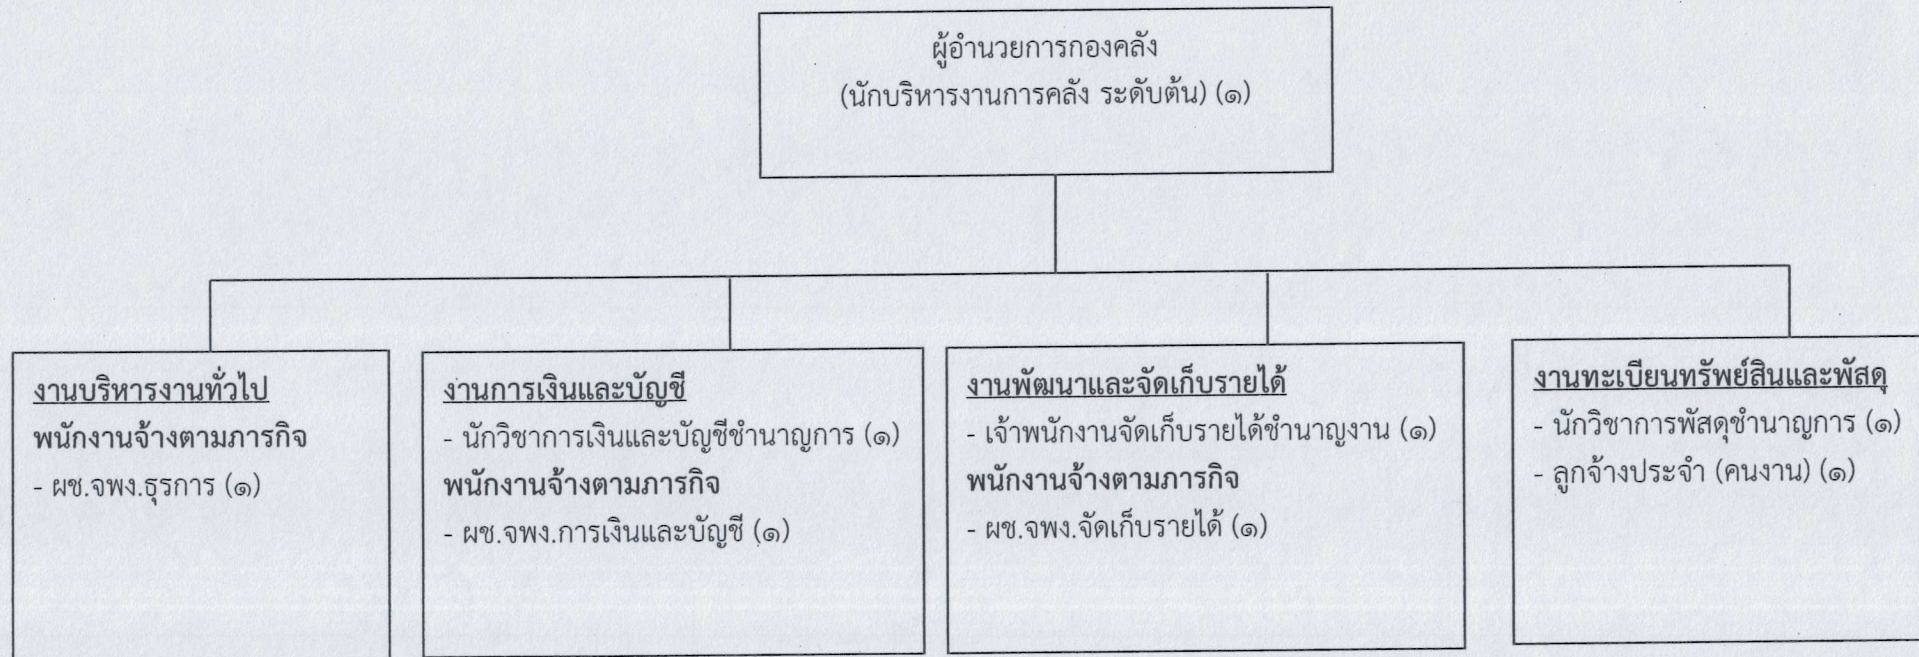 ผู้อำนวยการกองคลัง
(นักบริหารงานการคลัง ระดับต้น) (๑)
งานบริหารงานทั่วไป
พนักงานจ้างตามภารกิจ
- ผช.จพง.ธุรการ (๑)
งานการเงินและบัญชี
- นักวิชาการเงินและบัญชีชำนาญการ (๑)
พนักงานจ้างตามภารกิจ
- ผช.จพง.การเงินและบัญชี (๑)
งานพัฒนาและจัดเก็บรายได้
- เจ้าพนักงานจัดเก็บรายได้ชำนาญงาน (๑)
พนักงานจ้างตามภารกิจ
- ผช.จพง.จัดเก็บรายได้ (๑)
งานทะเบียนทรัพย์สินและพัสดุ
- นักวิชาการพัสดุชำนาญการ (๑)
- ลูกจ้างประจำ (คนงาน) (๑)